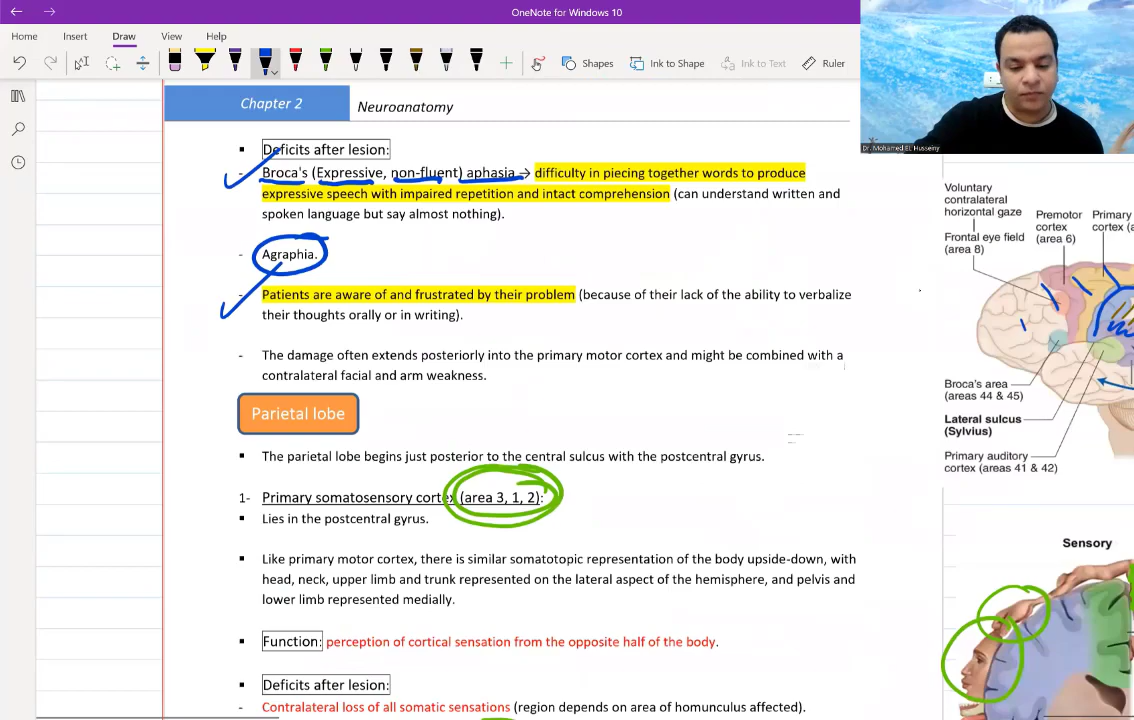 OneNote for Windows 10
Home Insert Draw View Help
Shapes Ink to Shape Ink to Text Ruler
Dr. Mohamed EL Husseiny
Chapter 2 Neuroanatomy
▪ Deficits after lesion:
- Broca's (Expressive, non-fluent) aphasia → difficulty in piecing together words to produce
expressive speech with impaired repetition and intact comprehension (can understand written and
spoken language but say almost nothing).
- Agraphia.
- Patients are aware of and frustrated by their problem (because of their lack of the ability to verbalize
their thoughts orally or in writing).
- The damage often extends posteriorly into the primary motor cortex and might be combined with a
contralateral facial and arm weakness.
Parietal lobe
▪ The parietal lobe begins just posterior to the central sulcus with the postcentral gyrus.
1- Primary somatosensory cortex (area 3, 1, 2):
▪ Lies in the postcentral gyrus.
▪ Like primary motor cortex, there is similar somatotopic representation of the body upside-down, with
head, neck, upper limb and trunk represented on the lateral aspect of the hemisphere, and pelvis and
lower limb represented medially.
▪ Function: perception of cortical sensation from the opposite half of the body.
▪ Deficits after lesion:
- Contralateral loss of all somatic sensations (region depends on area of homunculus affected).
Voluntary
contralateral
horizontal gaze
Frontal eye field
(area 8)
Premotor
cortex
(area 6)
Primary
cortex (
Broca's area
(areas 44 & 45)
Lateral sulcus
(Sylvius)
Primary auditory
cortex (areas 41 & 42)
Sensory